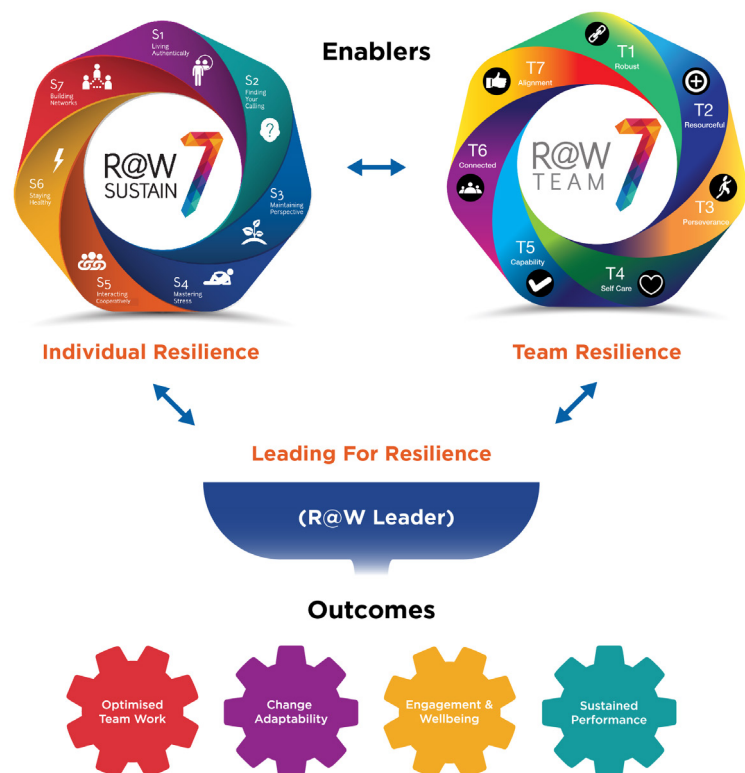 Enablers
S1
Living
Authentically
S2
Finding
Your
Calling
?
S3
Maintaining
Perspective
S4
Mastering
Stress
S5
Interacting
Cooperatively
S6
Staying
Healthy
S7
Building
Networks
R@W
SUSTAIN
7
T1
Robust
T2
Resourceful
T3
Perseverance
T4
Self Care
T5
Capability
T6
Connected
T7
Alignment
R@W
TEAM
7
Individual Resilience
Team Resilience
Leading For Resilience
(R@W Leader)
Outcomes
Optimised
Team Work
Change
Adaptability
Engagement &
Wellbeing
Sustained
Performance